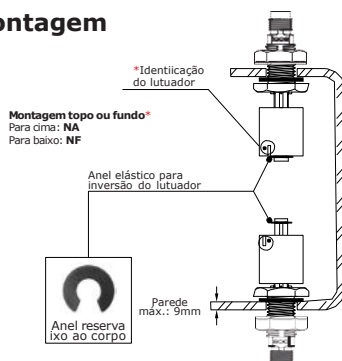 ontagem
*Identiicação
do lutuador
Montagem topo ou fundo*
Para cima: NA
Para baixo: NF
Anel elástico para
inversão do lutuador
Parede
máx.: 9mm
Anel reserva
ixo ao corpo